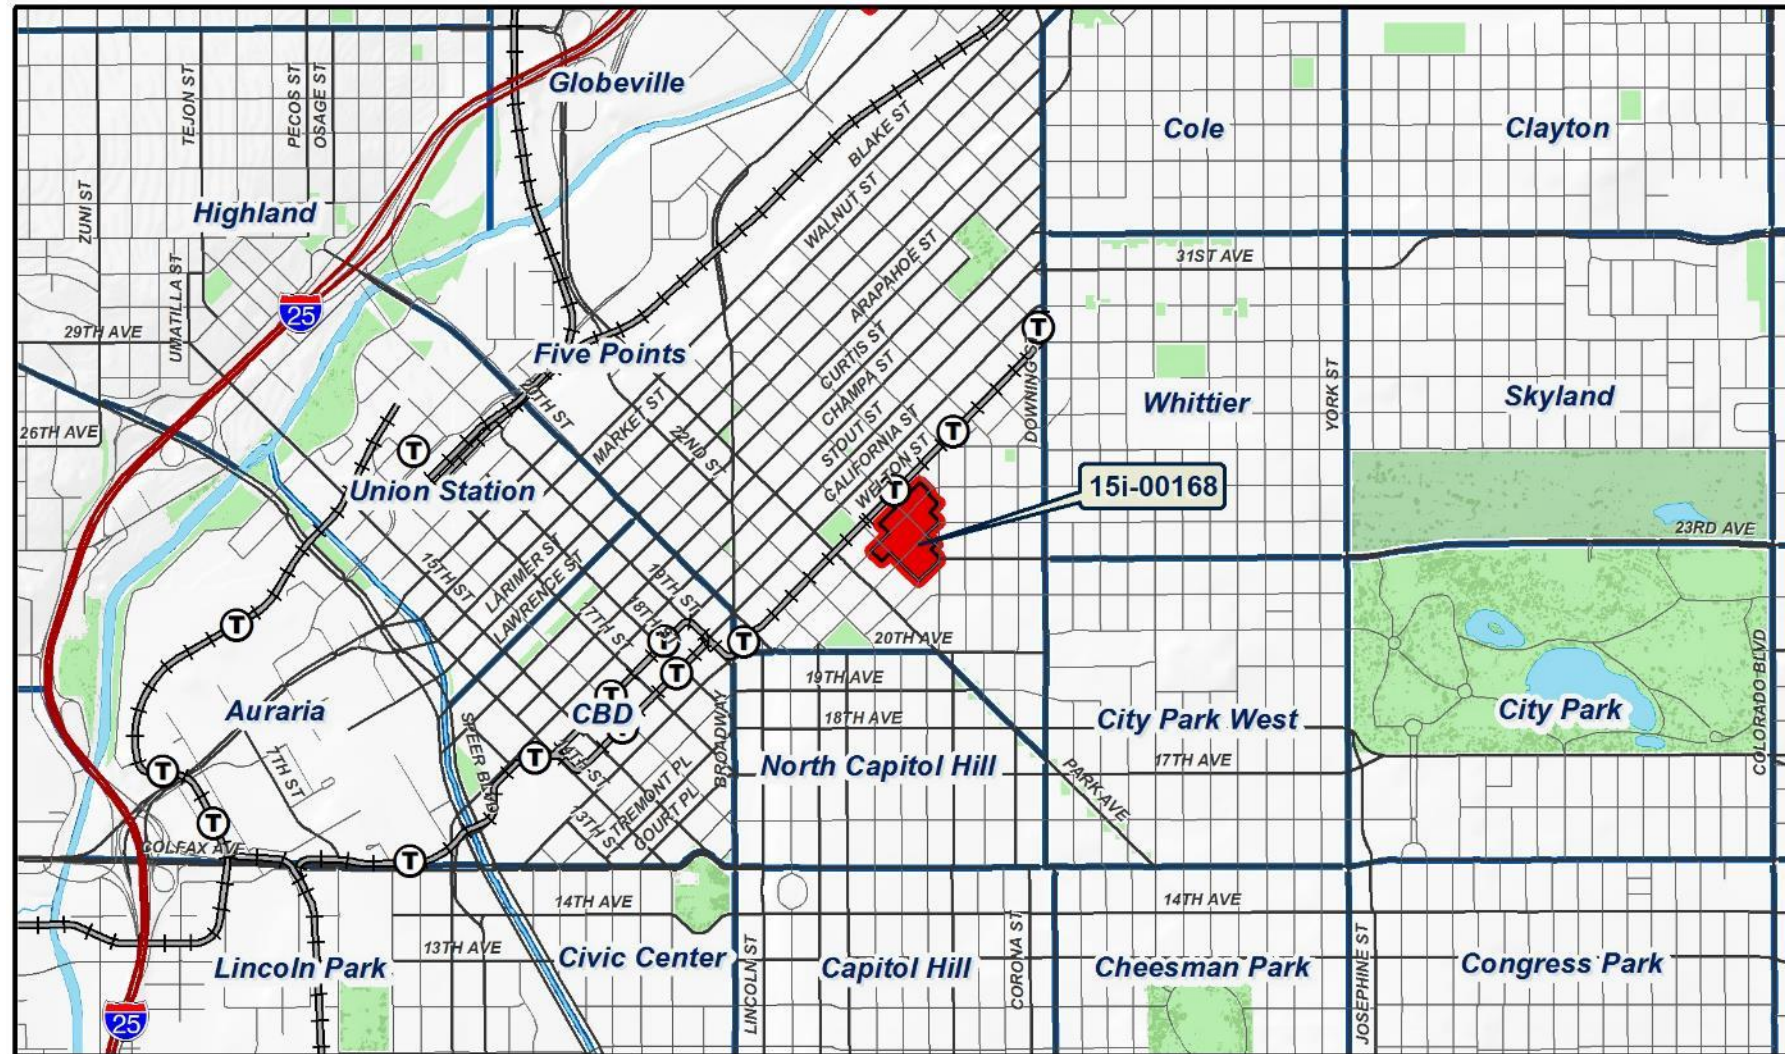 Globeville
TEJON ST
PECOS ST
OSAGE ST
BLAKE ST
Cole
Clayton
ZUNI ST
Highland
WALNUT ST
31ST AVE
ARAPAHOE ST
UMATILLA ST
25
29TH AVE
T
Five Points
CURTIS ST
CHAMPA ST
DOWNING S
YORK ST
Whittier
Skyland
20TH ST
MARKET ST
STOUT ST
CALIFORNIA ST
26TH AVE
22ND ST
T
T
WELTON ST
Union Station
T
15i-00168
23RD AVE
15TH ST
LARIMER ST
LAWRENCE ST
19TH ST
18TH ST
17TH ST
T
T
T
20TH AVE
T
19TH AVE
COLORADO BLVD
Auraria
T
CBD
BROADWAY
18TH AVE
City Park West
City Park
SPEER BLVD
7TH ST
T
14TH ST
T
North Capitol Hill
17TH AVE
TREMONT PL
COURT PL
13TH ST
PARK AVE
T
COLFAX AVE
T
14TH AVE
14TH AVE
13TH AVE
Lincoln Park
Civic Center
LINCOLN ST
Capitol Hill
CORONA ST
Cheesman Park
JOSEPHINE ST
Congress Park
25